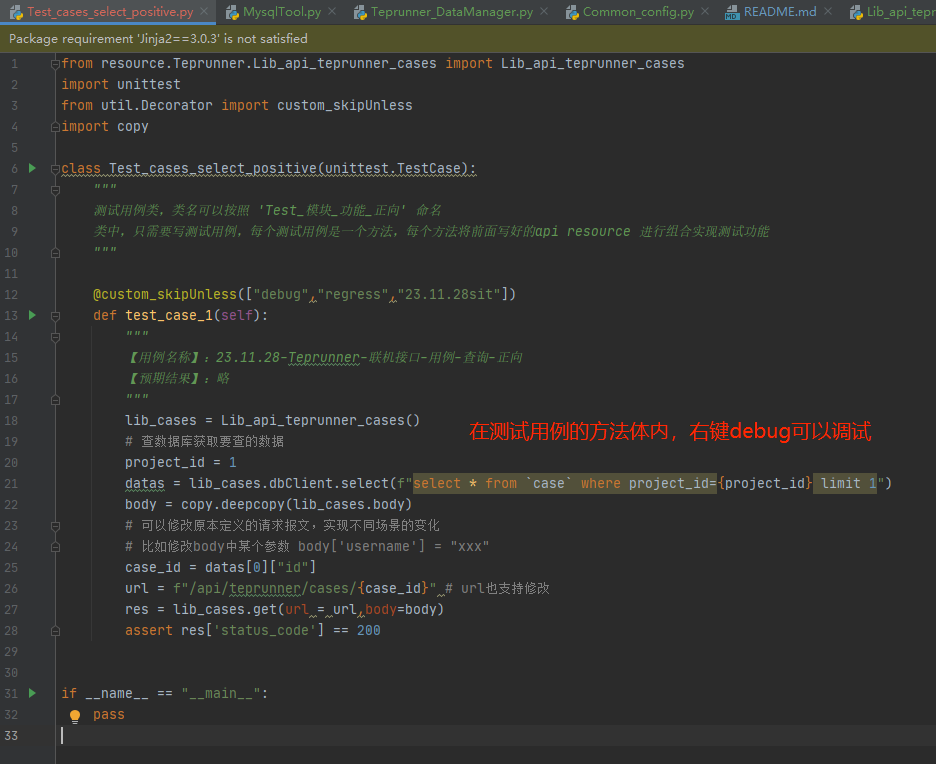 Test_cases_select_positive.py × MysqlTool.py × Teprunner_DataManager.py × Common_config.py × README.md × Lib_api_tepr
Package requirement 'Jinja2==3.0.3' is not satisfied
1 from resource.Teprunner.Lib_api_teprunner_cases import Lib_api_teprunner_cases
2 import unittest
3 from util.Decorator import custom_skipUnless
4 import copy
5
6 class Test_cases_select_positive(unittest.TestCase):
7 """
8 测试用例类，类名可以按照 'Test_模块_功能_正向' 命名
9 类中，只需要写测试用例，每个测试用例是一个方法，每个方法将前面写好的api resource 进行组合实现测试功能
10 """
11
12 @custom_skipUnless(["debug","regress","23.11.28sit"])
13 def test_case_1(self):
14 """
15 【用例名称】：23.11.28-Teprunner-联机接口-用例-查询-正向
16 【预期结果】：略
17 """
18 lib_cases = Lib_api_teprunner_cases()
19 # 查数据库获取要查的数据
在测试用例的方法体内，右键debug可以调试
20 project_id = 1
21 datas = lib_cases.dbClient.select(f"select * from `case` where project_id={project_id} limit 1")
22 body = copy.deepcopy(lib_cases.body)
23 # 可以修改原本定义的请求报文，实现不同场景的变化
24 # 比如修改body中某个参数 body['username'] = "xxx"
25 case_id = datas[0]["id"]
26 url = f"/api/teprunner/cases/{case_id}" # url也支持修改
27 res = lib_cases.get(url = url,body=body)
28 assert res['status_code'] == 200
29
30
31 if __name__ == "__main__":
32 pass
33